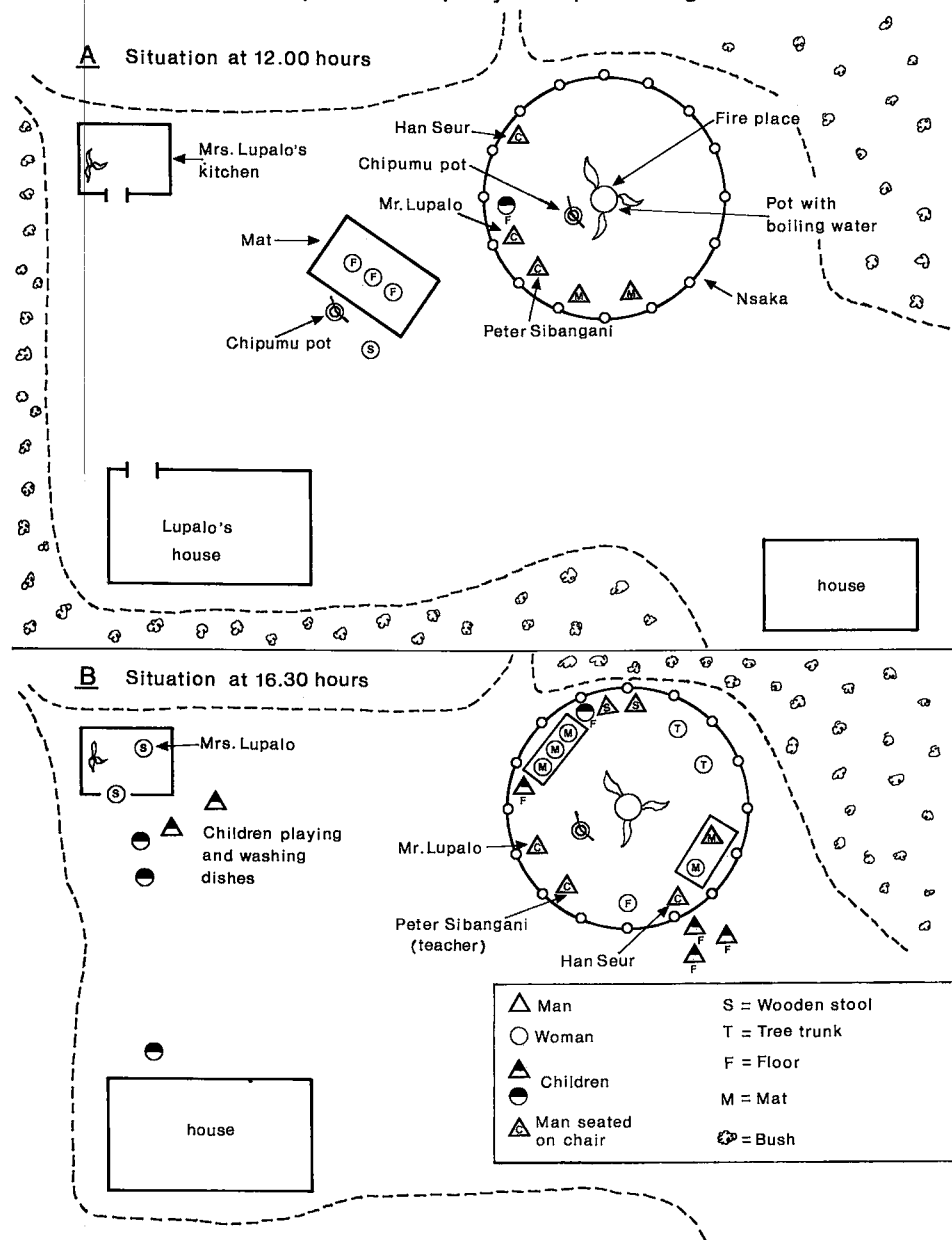 A Situation at 12.00 hours
Han Seur
Fire place
Mrs. Lupalo's
kitchen
Chipumu pot
Mr. Lupalo
Pot with
boiling water
Mat
Nsaka
Peter Sibangani
Chipumu pot
C
F
C
C
M
M
F
F
F
S
Lupalo's
house
house
B Situation at 16.30 hours
Mrs. Lupalo
S
S
Children playing
and washing
dishes
F
S
S
T
T
M
M
M
F
M
M
Mr. Lupalo
C
C
F
C
Peter Sibangani
(teacher)
Han Seur
F
F
F
house
Man
Woman
Children
C
Man seated
on chair
S = Wooden stool
T = Tree trunk
F = Floor
M = Mat
= Bush